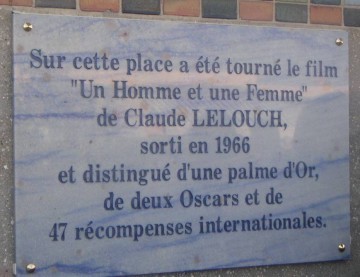 Sur cette place a été tourné le film
"Un Homme et une Femme"
de Claude LELOUCH,
sorti en 1966
et distingué d'une palme d'Or,
de deux Oscars et de
47 récompenses internationales.